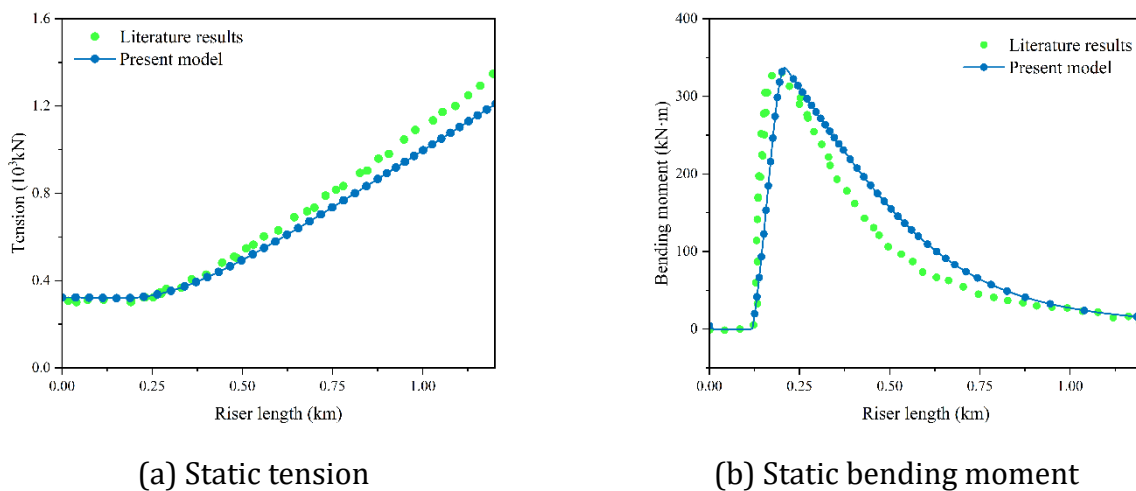 1.6
1.2
0.8
0.4
0.0
Tension (10³kN)
Literature results
Present model
0.00 0.25 0.50 0.75 1.00
Riser length (km)
(a) Static tension
400
300
200
100
0
Bending moment (kN·m)
Literature results
Present model
0.00 0.25 0.50 0.75 1.00
Riser length (km)
(b) Static bending moment